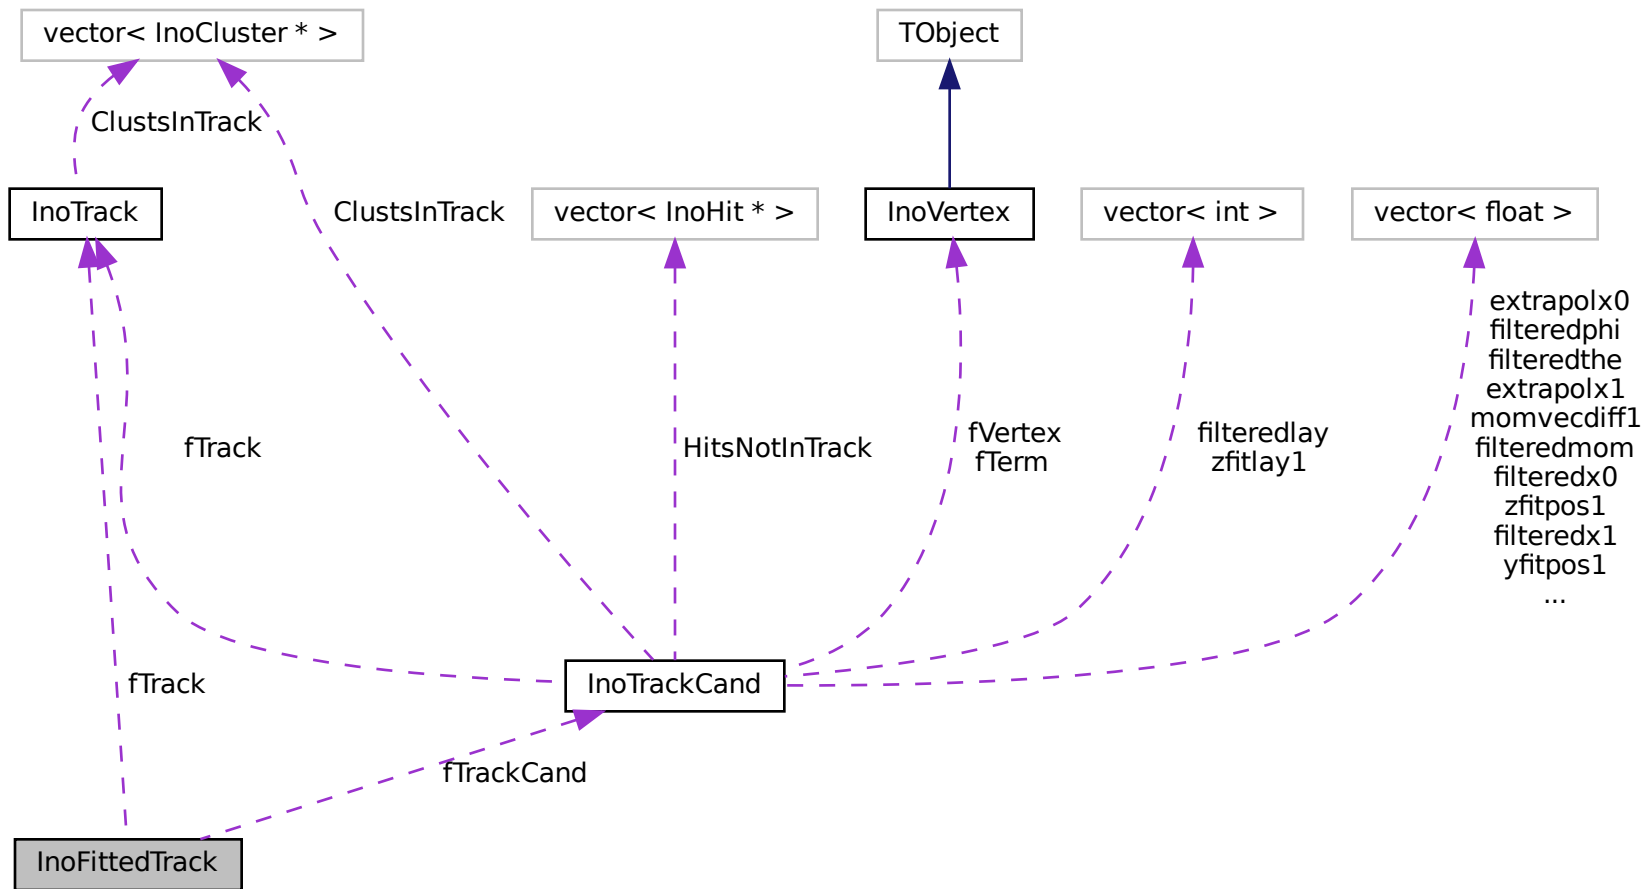 vector< InoCluster * >
TObject
ClustsInTrack
InoTrack
ClustsInTrack
vector< InoHit * >
InoVertex
vector< int >
vector< float >
extrapolx0
filteredphi
filteredthe
extrapolx1
momvecdiff1
filteredmom
filteredx0
zfitpos1
filteredx1
yfitpos1
...
fTrack
HitsNotInTrack
fVertex
fTerm
filteredlay
zfitlay1
fTrack
InoTrackCand
fTrackCand
InoFittedTrack